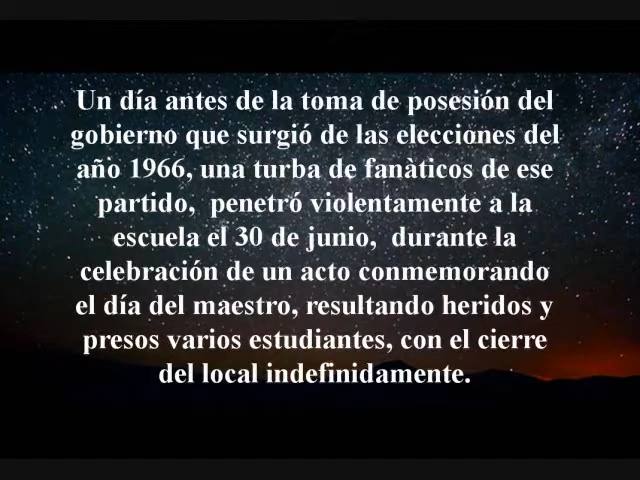 Un día antes de la toma de posesión del
gobierno que surgió de las elecciones del
año 1966, una turba de fanàticos de ese
partido,  penetró violentamente a la
escuela el 30 de junio,  durante la
celebración de un acto conmemorando
el día del maestro, resultando heridos y
presos varios estudiantes, con el cierre
del local indefinidamente.